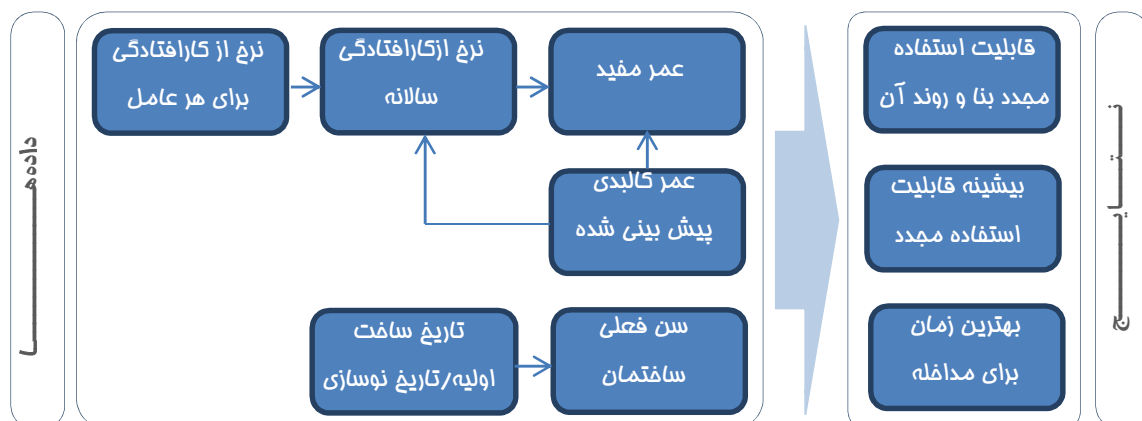 داده‌ها
نرخ از کارافتادگی
برای هر عامل
نرخ ازکارافتادگی
سالانه
عمر مفید
عمر کالبدی
پیش بینی شده
تاریخ ساخت
اولیه/تاریخ نوسازی
سن فعلی
ساختمان
قابلیت استفاده
مجدد بنا و روند آن
بیشینه قابلیت
استفاده مجدد
بهترین زمان
برای مداخله
نتایج